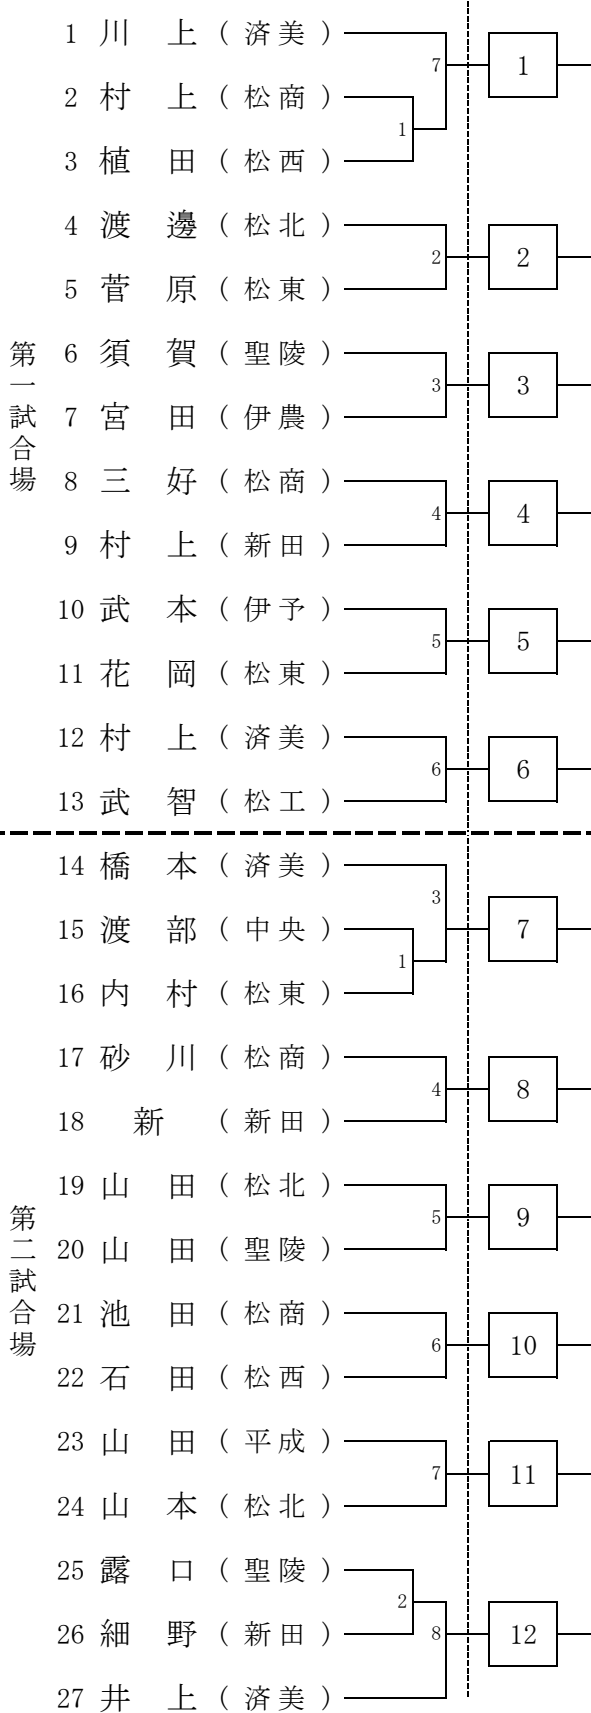 1 川 上 ( 済美 )
7
1
2 村 上 ( 松商 )
1
3 植 田 ( 松西 )
4 渡 邊 ( 松北 )
2
2
5 菅 原 ( 松東 )
第一試合場
6 須 賀 ( 聖陵 )
3
3
7 宮 田 ( 伊農 )
8 三 好 ( 松商 )
4
4
9 村 上 ( 新田 )
10 武 本 ( 伊予 )
5
5
11 花 岡 ( 松東 )
12 村 上 ( 済美 )
6
6
13 武 智 ( 松工 )
14 橋 本 ( 済美 )
3
7
15 渡 部 ( 中央 )
1
16 内 村 ( 松東 )
17 砂 川 ( 松商 )
4
8
18 新 ( 新田 )
第二試合場
19 山 田 ( 松北 )
5
9
20 山 田 ( 聖陵 )
21 池 田 ( 松商 )
6
10
22 石 田 ( 松西 )
23 山 田 ( 平成 )
7
11
24 山 本 ( 松北 )
25 露 口 ( 聖陵 )
2
26 細 野 ( 新田 )
8
12
27 井 上 ( 済美 )